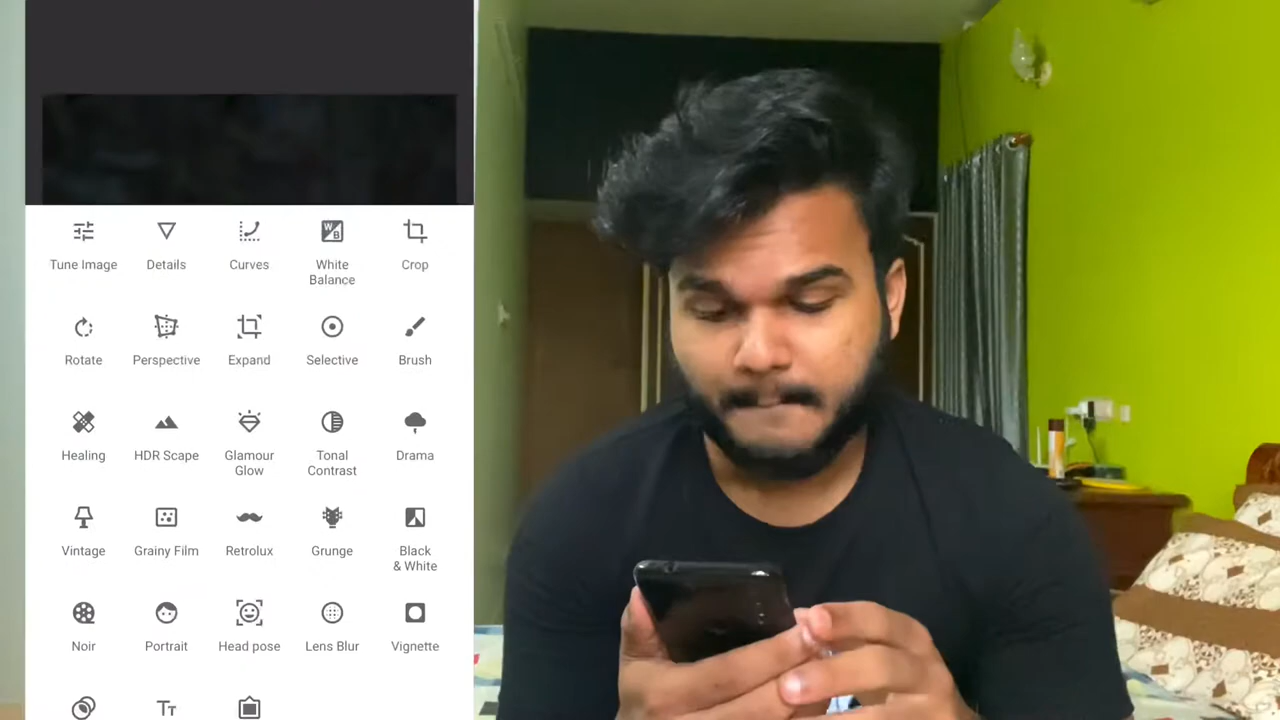 Tune Image
Details
Curves
White
Balance
Crop
Rotate
Perspective
Expand
Selective
Brush
Healing
HDR Scape
Glamour
Glow
Tonal
Contrast
Drama
Vintage
Grainy Film
Retrolux
Grunge
Black
& White
Noir
Portrait
Head pose
Lens Blur
Vignette